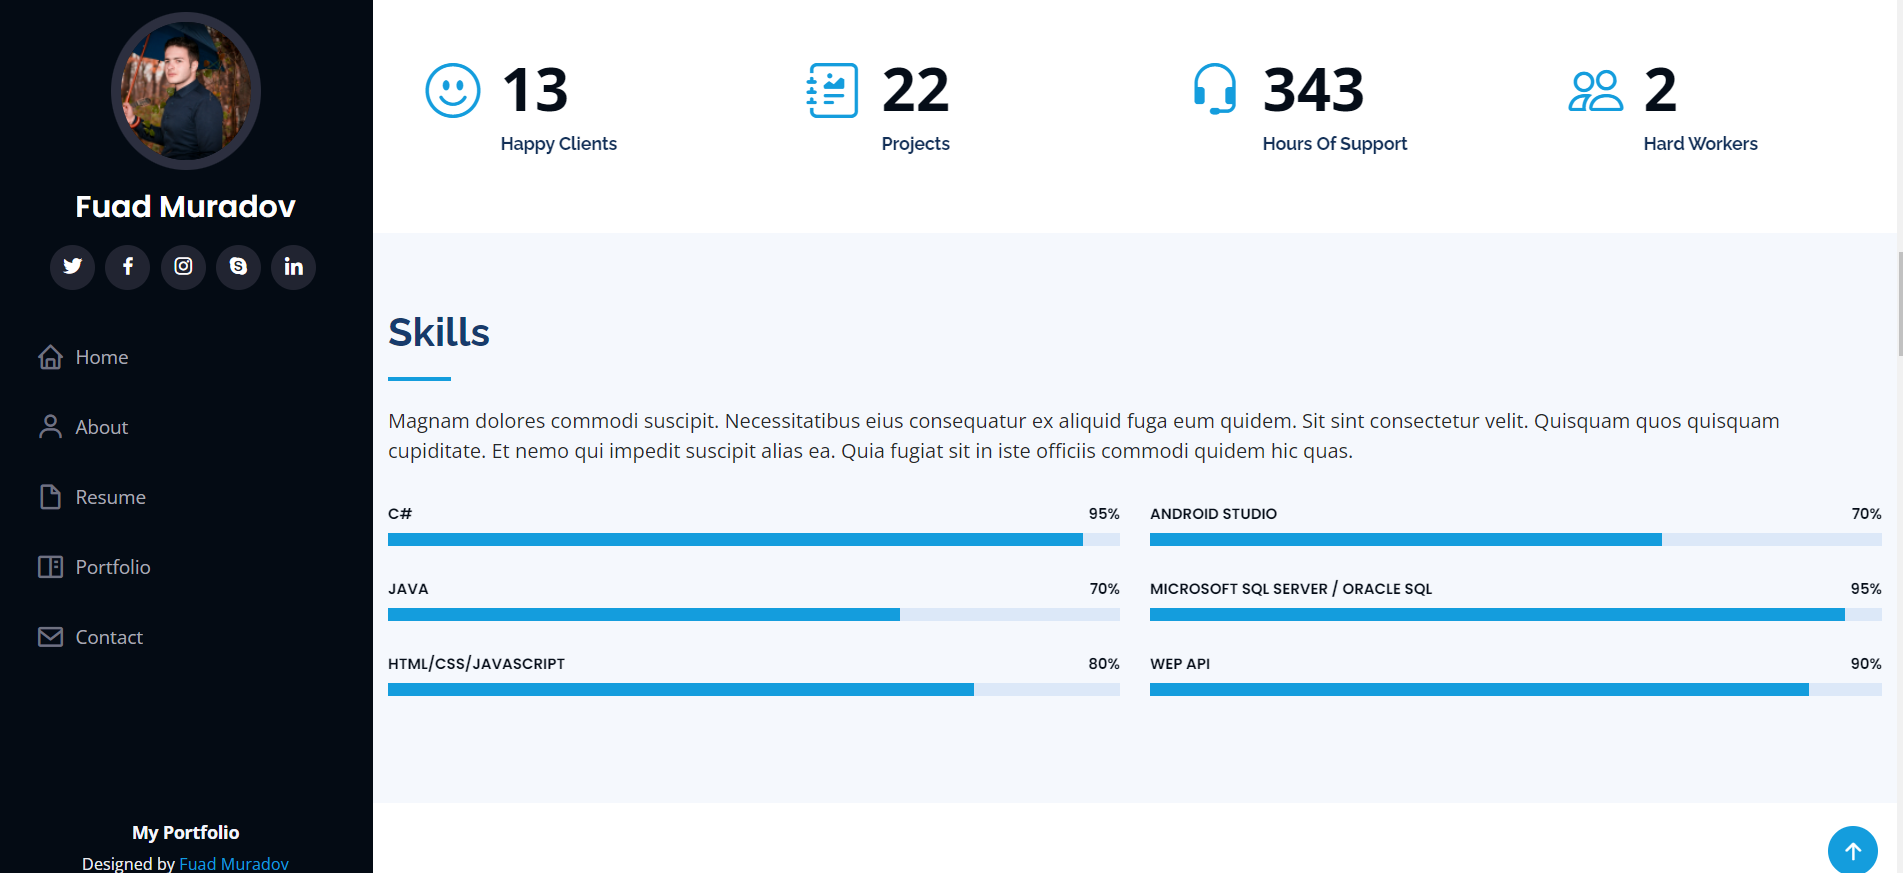 Fuad Muradov
Home
About
Resume
Portfolio
Contact
My Portfolio
Designed by Fuad Muradov
13
Happy Clients
22
Projects
343
Hours Of Support
2
Hard Workers
Skills
Magnam dolores commodi suscipit. Necessitatibus eius consequatur ex aliquid fuga eum quidem. Sit sint consectetur velit. Quisquam quos quisquam
cupiditate. Et nemo qui impedit suscipit alias ea. Quia fugiat sit in iste officiis commodi quidem hic quas.
C# 95%
JAVA 70%
HTML/CSS/JAVASCRIPT 80%
ANDROID STUDIO 70%
MICROSOFT SQL SERVER / ORACLE SQL 95%
WEP API 90%